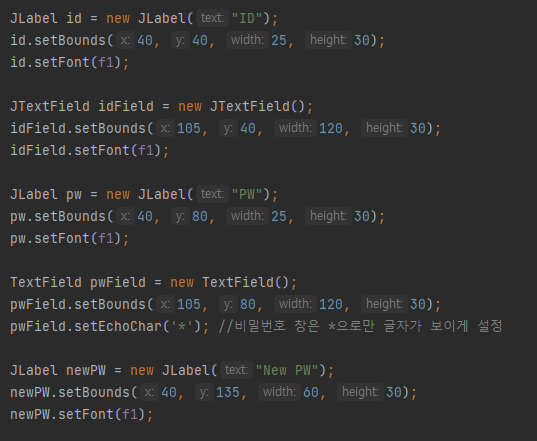 JLabel id = new JLabel( text: "ID");
id.setBounds( x: 40, y: 40, width: 25, height: 30);
id.setFont(f1);

JTextField idField = new JTextField();
idField.setBounds( x: 105, y: 40, width: 120, height: 30);
idField.setFont(f1);

JLabel pw = new JLabel( text: "PW");
pw.setBounds( x: 40, y: 80, width: 25, height: 30);
pw.setFont(f1);

TextField pwField = new TextField();
pwField.setBounds( x: 105, y: 80, width: 120, height: 30);
pwField.setEchoChar('*'); //비밀번호 창은 *으로만 글자가 보이게 설정

JLabel newPW = new JLabel( text: "New PW");
newPW.setBounds( x: 40, y: 135, width: 60, height: 30);
newPW.setFont(f1);